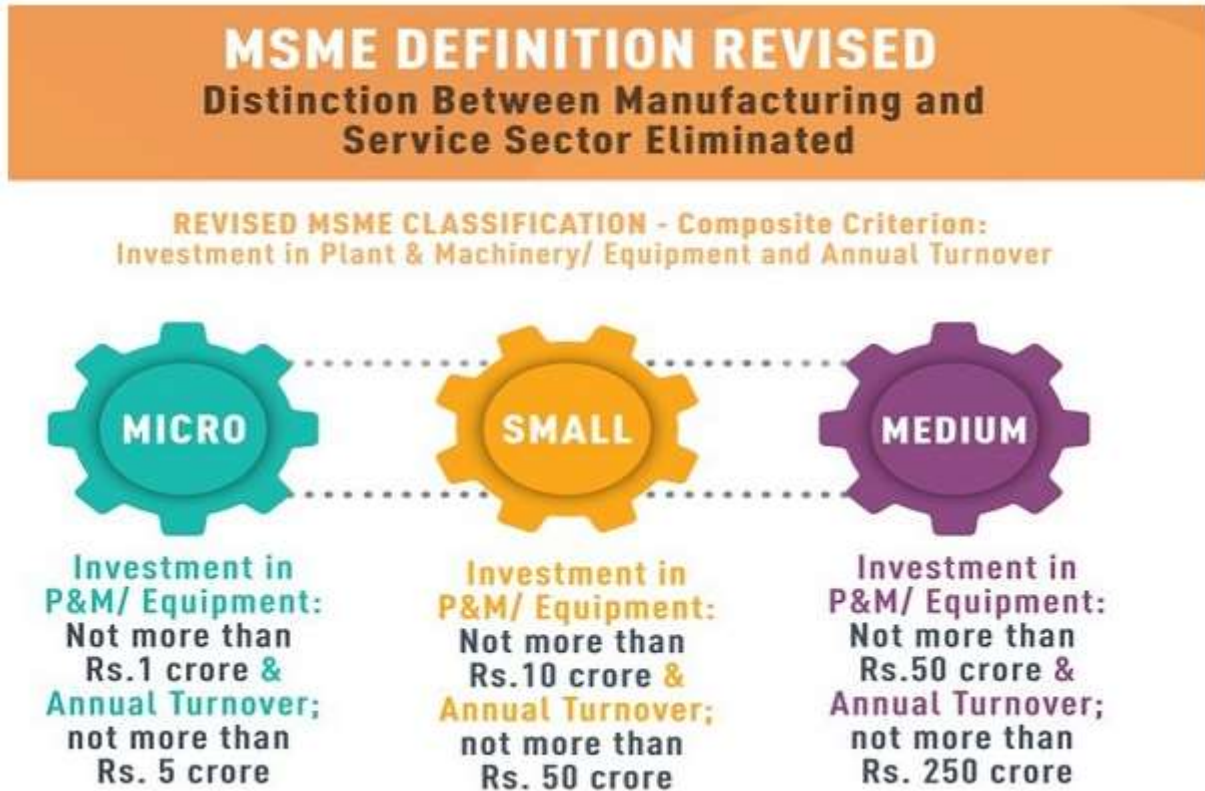 MSME DEFINITION REVISED
Distinction Between Manufacturing and
Service Sector Eliminated
REVISED MSME CLASSIFICATION - Composite Criterion:
Investment in Plant & Machinery/ Equipment and Annual Turnover
MICRO
Investment in
P&M/ Equipment:
Not more than
Rs.1 crore &
Annual Turnover;
not more than
Rs. 5 crore
SMALL
Investment in
P&M/ Equipment:
Not more than
Rs.10 crore &
Annual Turnover;
not more than
Rs. 50 crore
MEDIUM
Investment in
P&M/ Equipment:
Not more than
Rs.50 crore &
Annual Turnover;
not more than
Rs. 250 crore